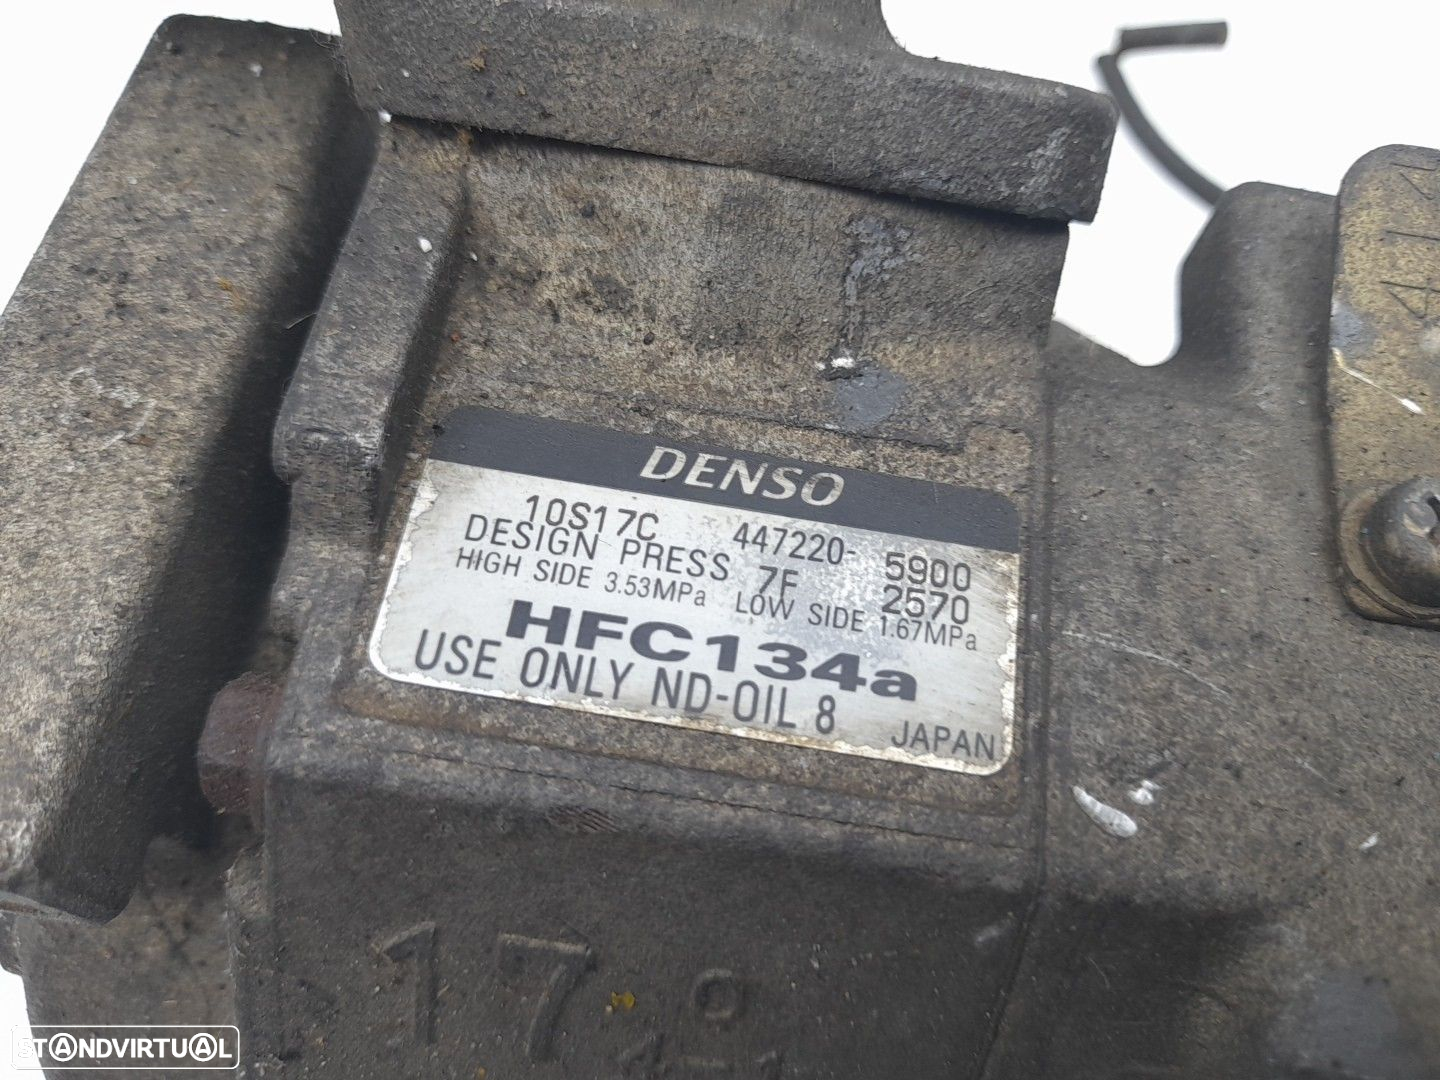 DENSO
10S17C 447220- 5900
DESIGN PRESS 7F 2570
HIGH SIDE 3.53MPa LOW SIDE 1.67MPa
HFC134a
USE ONLY ND-OIL 8
JAPAN
17
STANDVIRTUAL